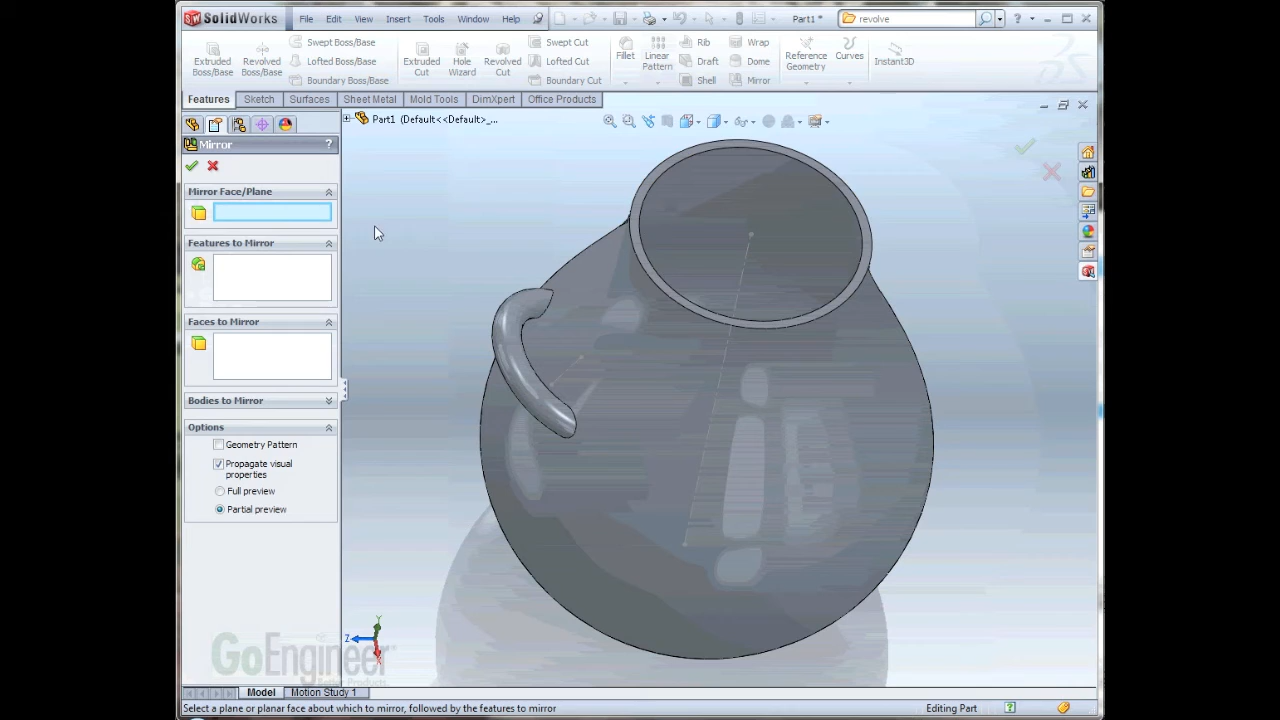 SolidWorks File Edit View Insert Tools Window Help Part1 * revolve
Extruded Boss/Base
Revolved Boss/Base
Swept Boss/Base
Lofted Boss/Base
Boundary Boss/Base
Extruded Cut
Hole Wizard
Revolved Cut
Swept Cut
Lofted Cut
Boundary Cut
Fillet
Linear Pattern
Rib
Draft
Shell
Wrap
Dome
Mirror
Reference Geometry
Curves
Instant3D
Features Sketch Surfaces Sheet Metal Mold Tools DimXpert Office Products
Part1 (Default<<Default>_...
Mirror ?
Mirror Face/Plane
Features to Mirror
Faces to Mirror
Bodies to Mirror
Options
Geometry Pattern
Propagate visual
properties
Full preview
Partial preview
Y
Z
X
GoEngineer
Better Products.
Model Motion Study 1
Select a plane or planar face about which to mirror, followed by the features to mirror Editing Part